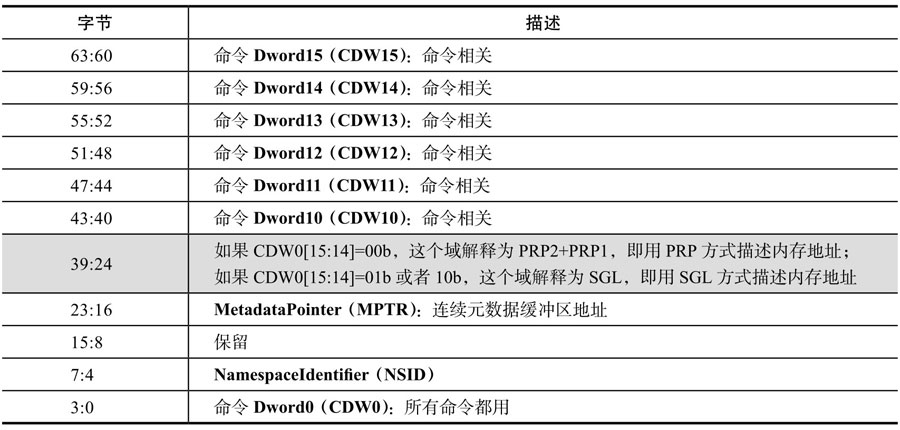 字节 描述
63:60 命令 Dword15（CDW15）：命令相关
59:56 命令 Dword14（CDW14）：命令相关
55:52 命令 Dword13（CDW13）：命令相关
51:48 命令 Dword12（CDW12）：命令相关
47:44 命令 Dword11（CDW11）：命令相关
43:40 命令 Dword10（CDW10）：命令相关
39:24 如果 CDW0[15:14]=00b，这个域解释为 PRP2+PRP1，即用 PRP 方式描述内存地址；
如果 CDW0[15:14]=01b 或者 10b，这个域解释为 SGL，即用 SGL 方式描述内存地址
23:16 MetadataPointer（MPTR）：连续元数据缓冲区地址
15:8 保留
7:4 NamespaceIdentifier（NSID）
3:0 命令 Dword0（CDW0）：所有命令都用